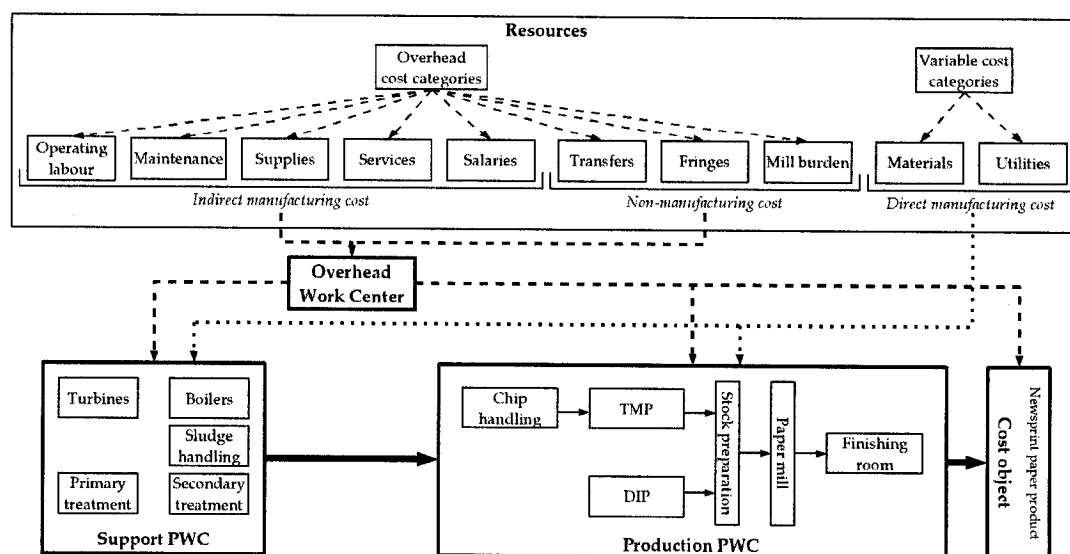 Resources
Overhead
cost categories
Variable cost
categories
Operating
labour
Maintenance
Supplies
Services
Salaries
Transfers
Fringes
Mill burden
Materials
Utilities
Indirect manufacturing cost
Non-manufacturing cost
Direct manufacturing cost
Overhead
Work Center
Turbines
Boilers
Sludge
handling
Primary
treatment
Secondary
treatment
Support PWC
Chip
handling
TMP
DIP
Stock preparation
Paper mill
Finishing
room
Production PWC
Newsprint paper product
Cost object